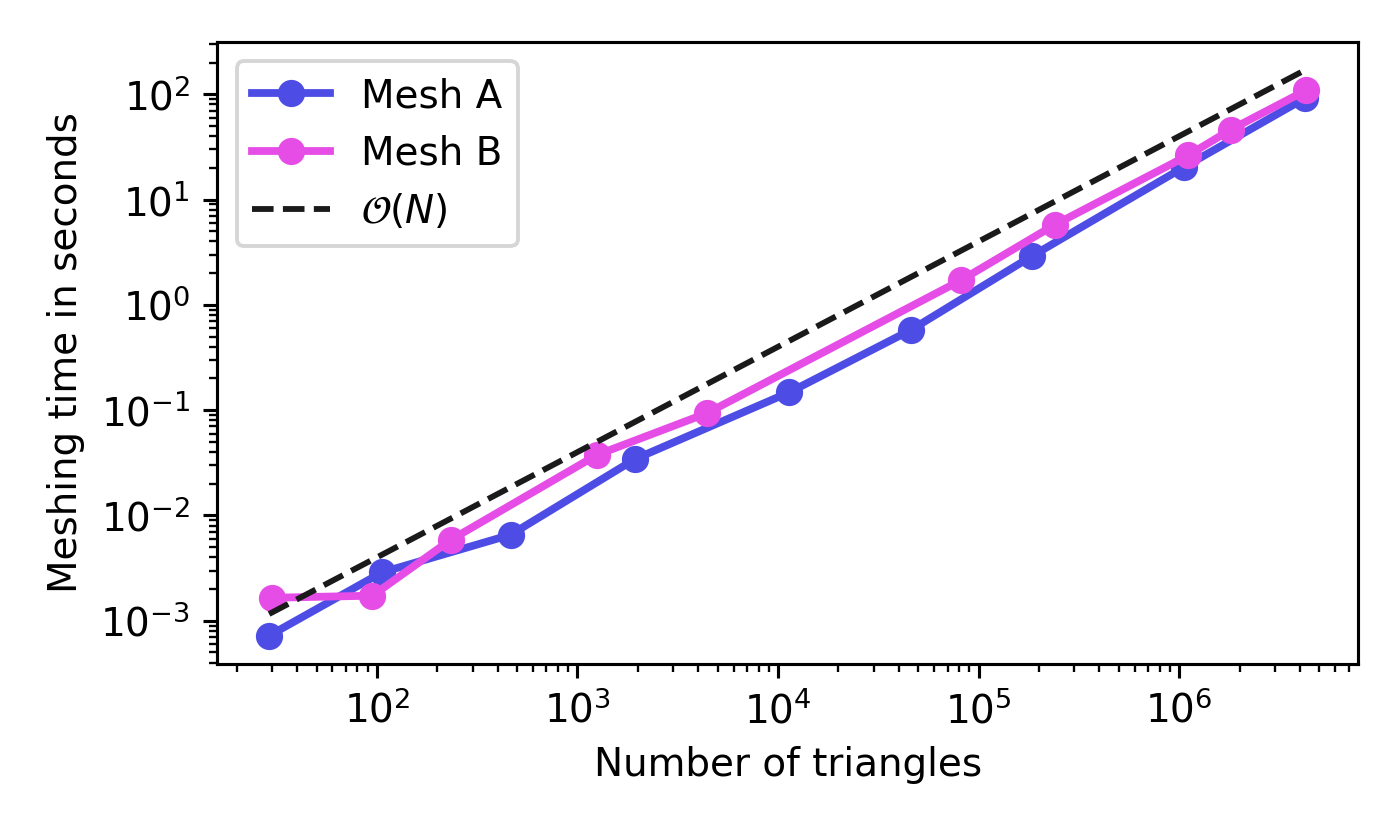 Mesh A
Mesh B
𝒪(N)
Meshing time in seconds
10²
10¹
10⁰
10⁻¹
10⁻²
10⁻³
10² 10³ 10⁴ 10⁵ 10⁶
Number of triangles